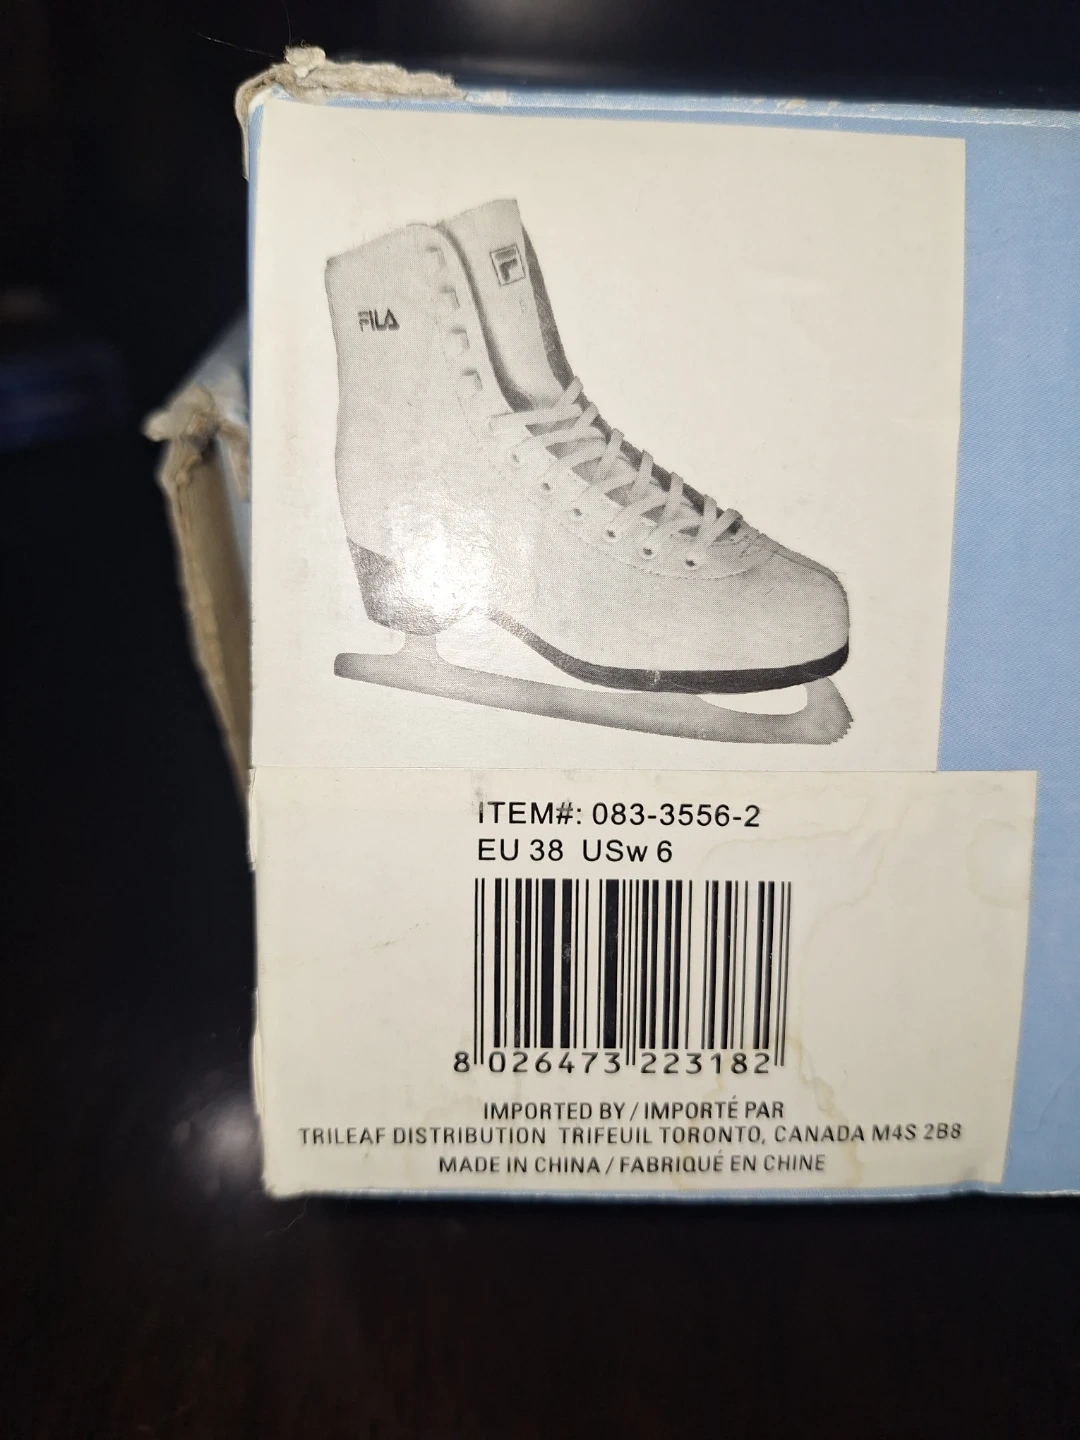 FILA
ITEM#: 083-3556-2
EU 38 USw 6
8 026473 223182
IMPORTED BY / IMPORTÉ PAR
TRILEAF DISTRIBUTION TRIFEUIL TORONTO, CANADA M4S 2B8
MADE IN CHINA / FABRIQUÉ EN CHINE